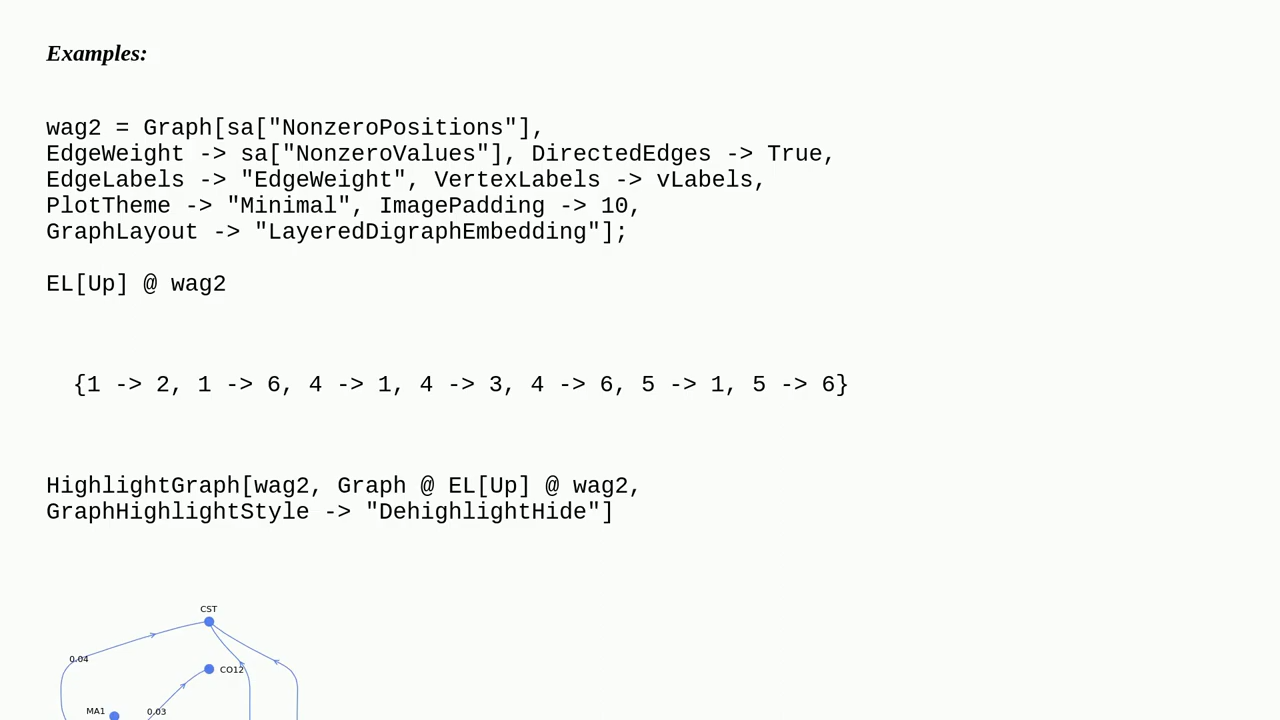 Examples:
wag2 = Graph[sa["NonzeroPositions"],
EdgeWeight -> sa["NonzeroValues"], DirectedEdges -> True,
EdgeLabels -> "EdgeWeight", VertexLabels -> vLabels,
PlotTheme -> "Minimal", ImagePadding -> 10,
GraphLayout -> "LayeredDigraphEmbedding"];
EL[Up] @ wag2
{1 -> 2, 1 -> 6, 4 -> 1, 4 -> 3, 4 -> 6, 5 -> 1, 5 -> 6}
HighlightGraph[wag2, Graph @ EL[Up] @ wag2,
GraphHighlightStyle -> "DehighlightHide"]
CST
0.04
CO12
MA1
0.03